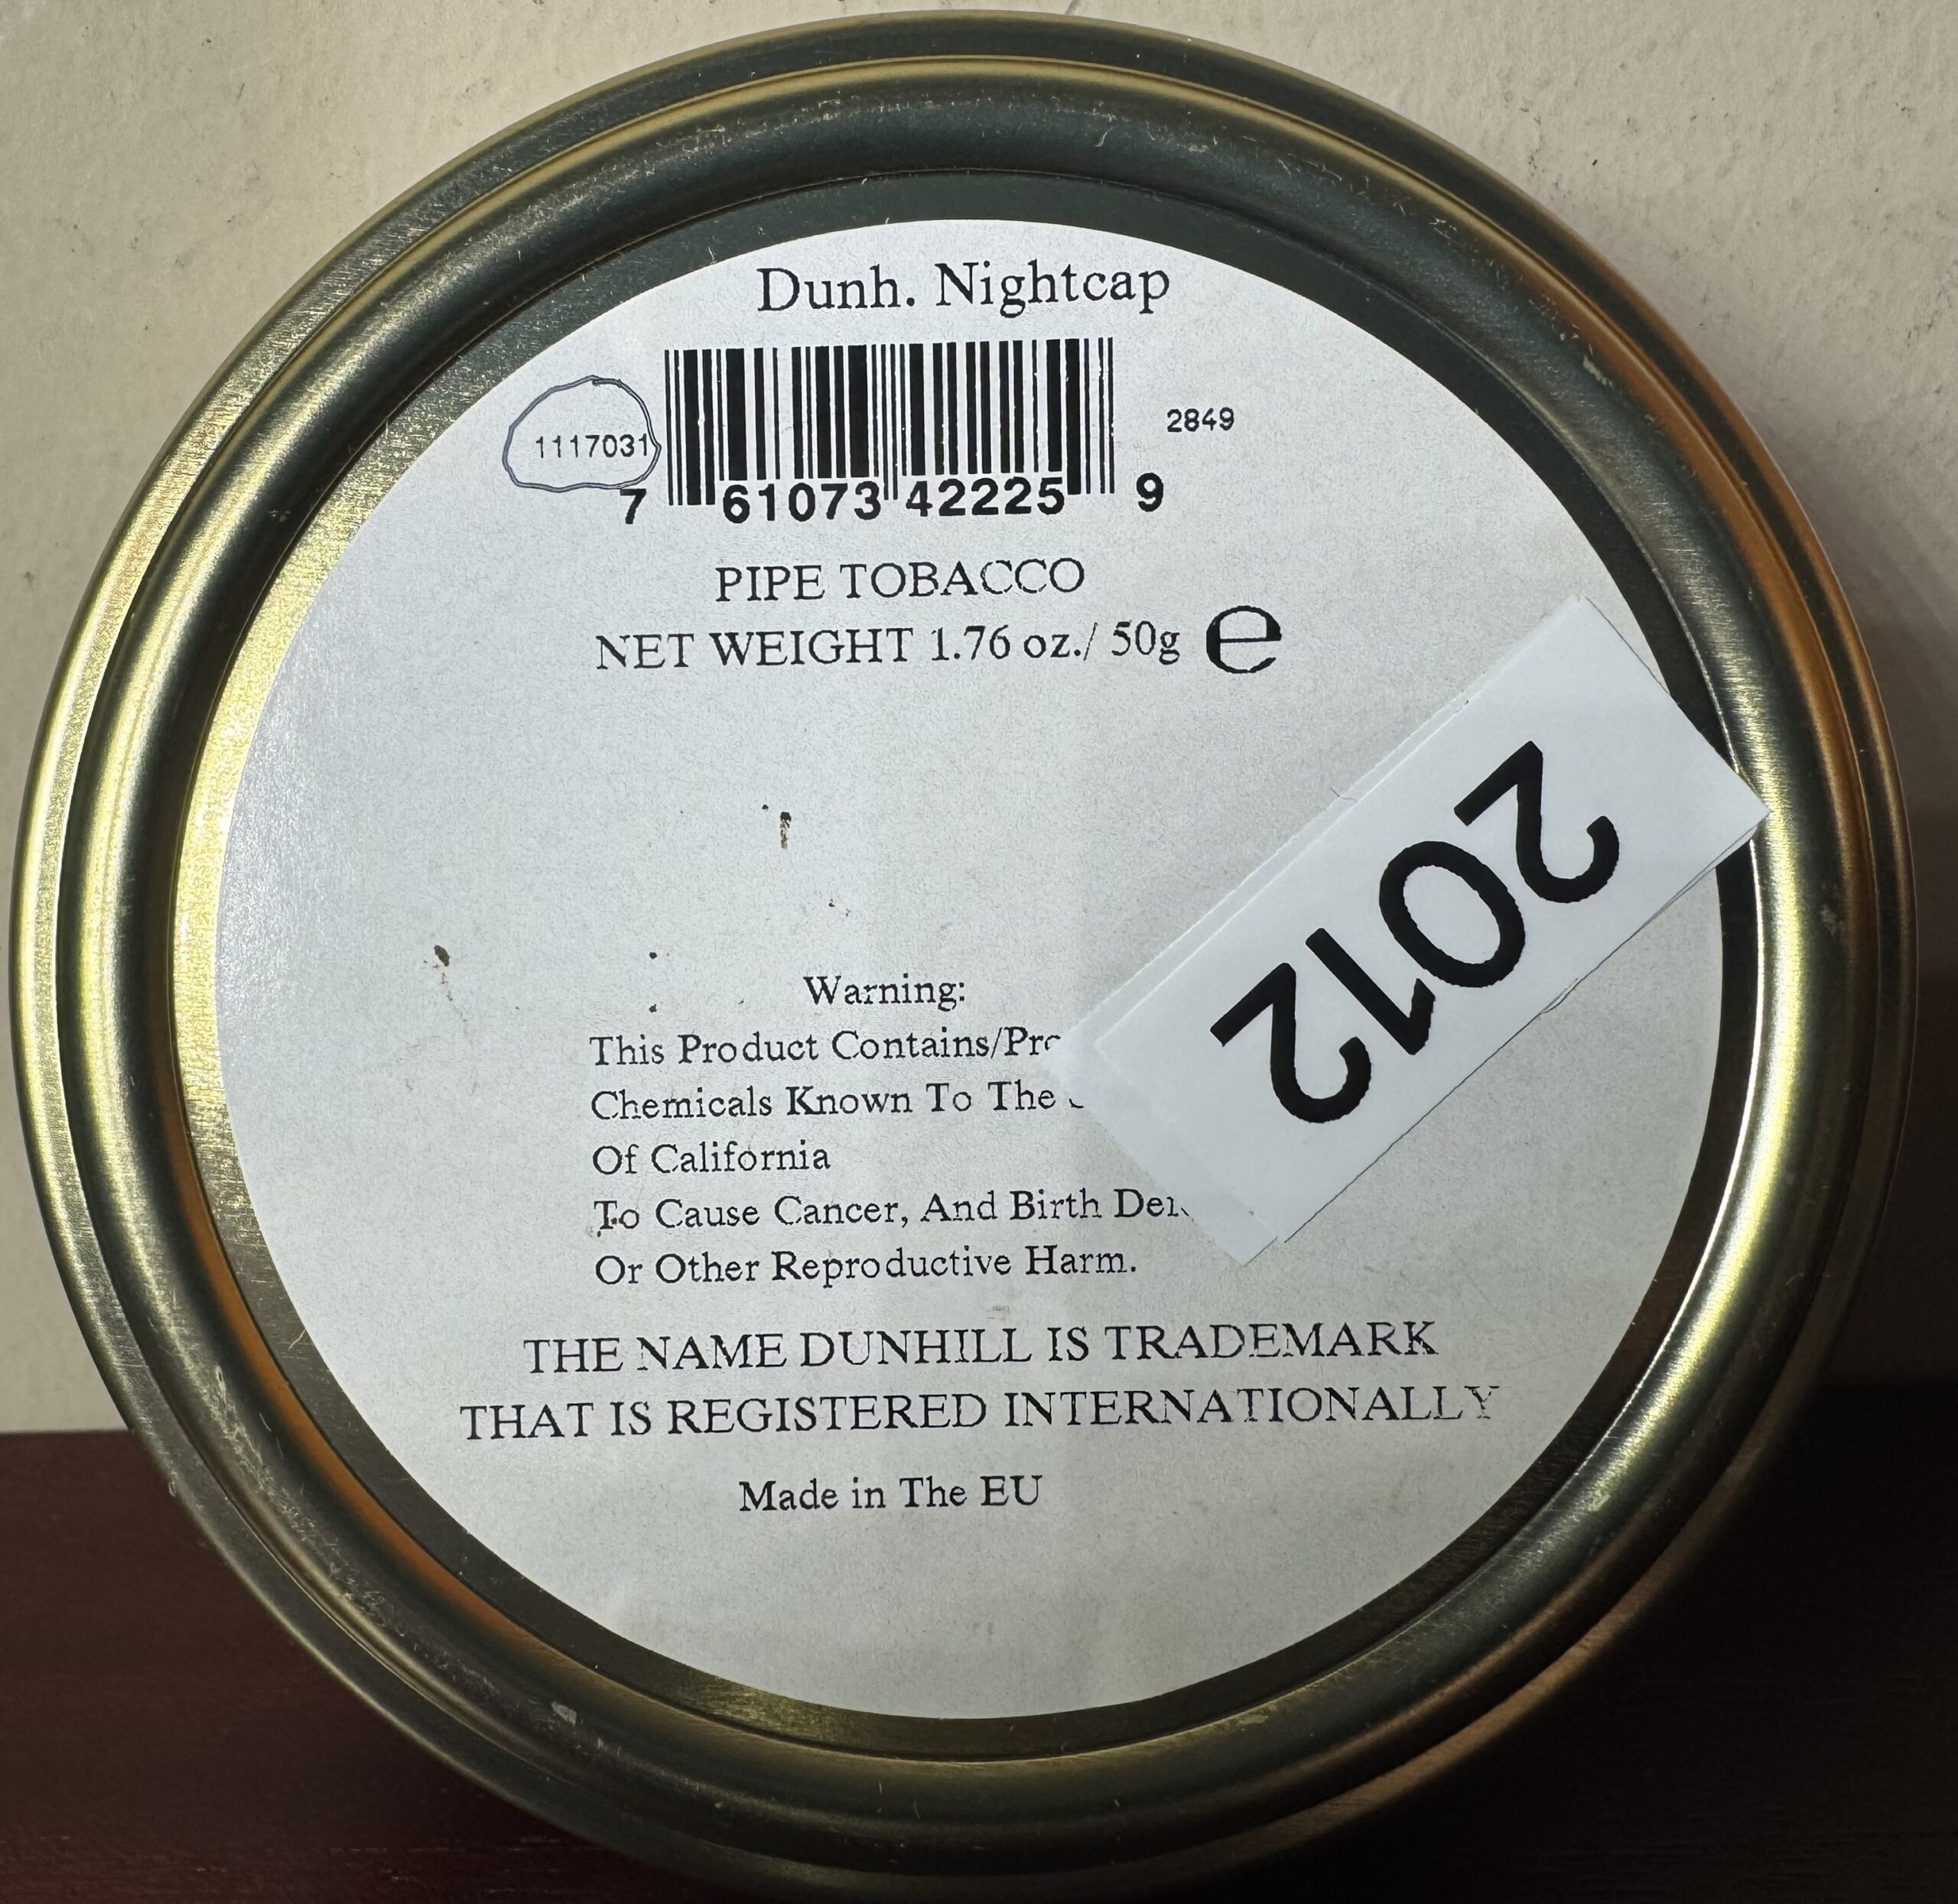 Dunh. Nightcap
1117031
2849
7 61073 42225 9
PIPE TOBACCO
NET WEIGHT 1.76 oz./ 50g e
2012
Warning:
This Product Contains/
Chemicals Known To The
Of California
To Cause Cancer, And Birth
Or Other Reproductive Harm.
THE NAME DUNHILL IS TRADEMARK
THAT IS REGISTERED INTERNATIONALLY
Made in The EU